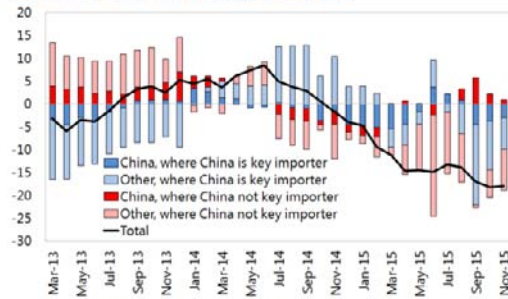 20
15
10
5
0
-5
-10
-15
-20
-25
-30
China, where China is key importer
Other, where China is key importer
China, where China not key importer
Other, where China not key importer
Total
Mar-13
May-13
Jul-13
Sep-13
Nov-13
Jan-14
Mar-14
May-14
Jul-14
Sep-14
Nov-14
Jan-15
Mar-15
May-15
Jul-15
Sep-15
Nov-15